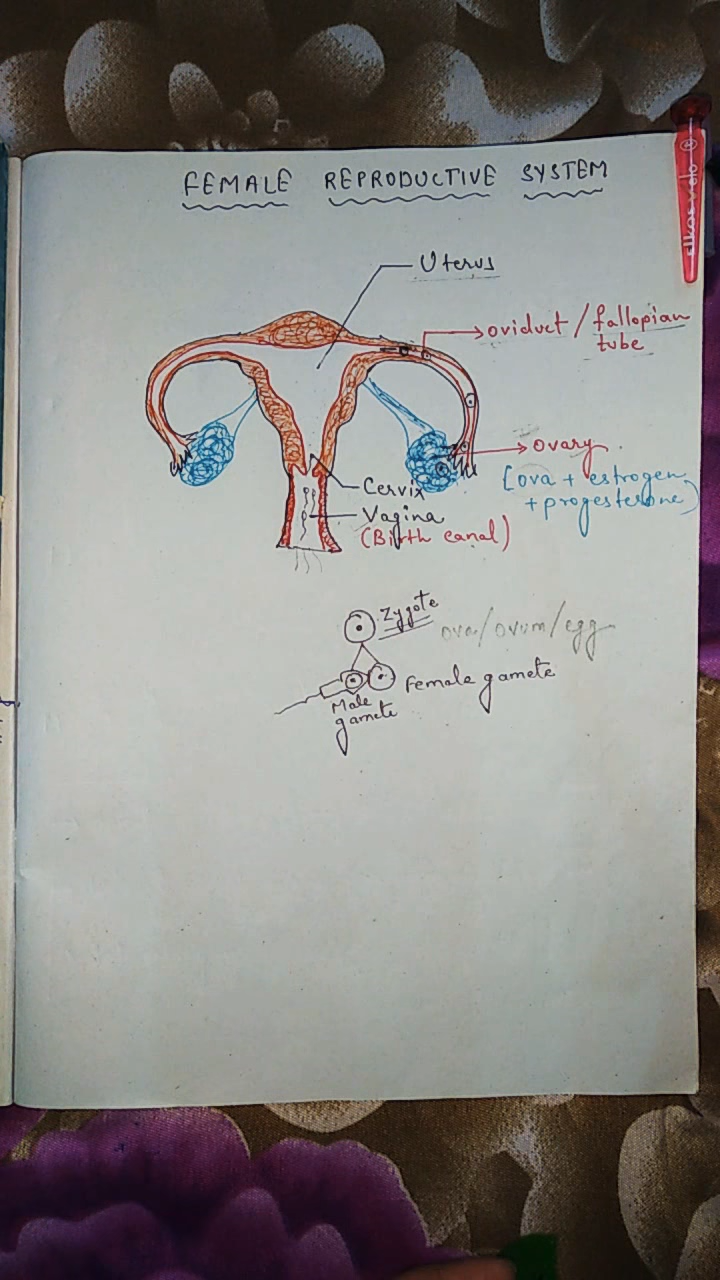 FEMALE REPRODUCTIVE SYSTEM
Uterus
oviduct / fallopian
tube
ovary
(ova + estrogen
+ progesterone)
Cervix
Vagina
(Birth canal)
Zygote
ova/ovum/egg
Female gamete
Male
gamete